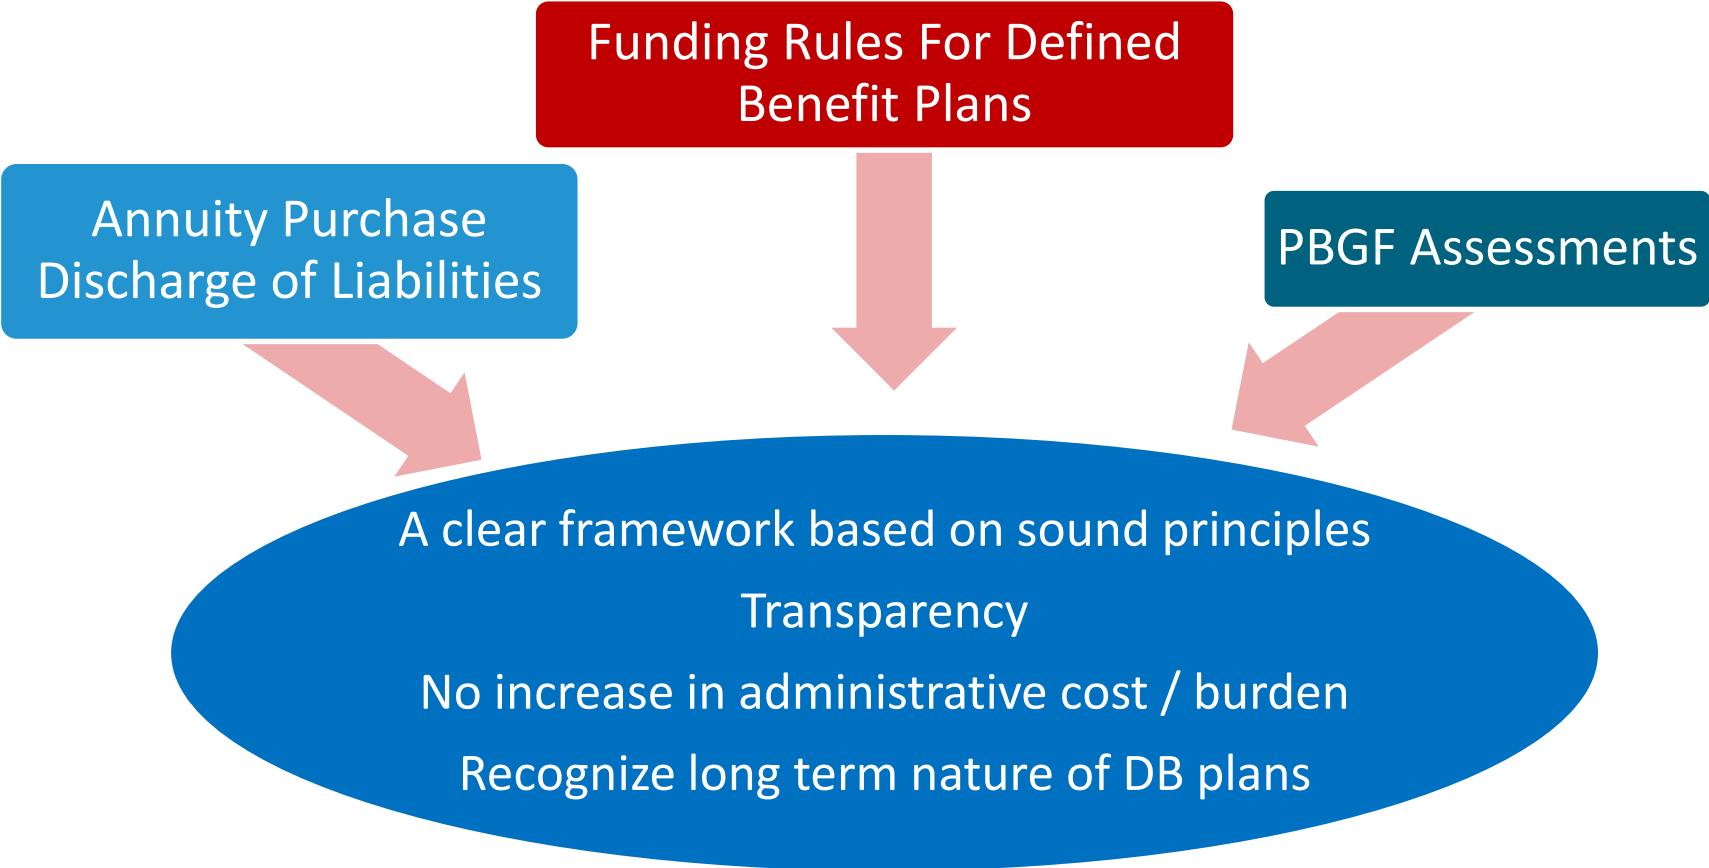 Funding Rules For Defined
Benefit Plans
Annuity Purchase
Discharge of Liabilities
PBGF Assessments
A clear framework based on sound principles
Transparency
No increase in administrative cost / burden
Recognize long term nature of DB plans